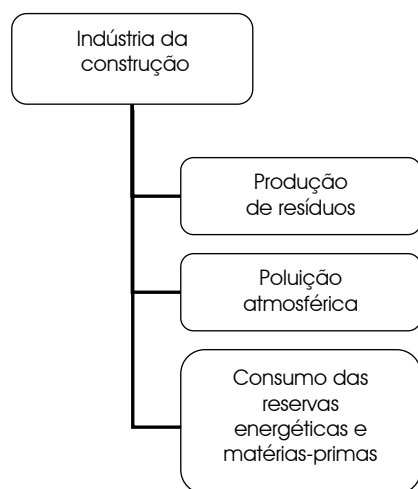 Indústria da
construção
Produção
de resíduos
Poluição
atmosférica
Consumo das
reservas
energéticas e
matérias-primas